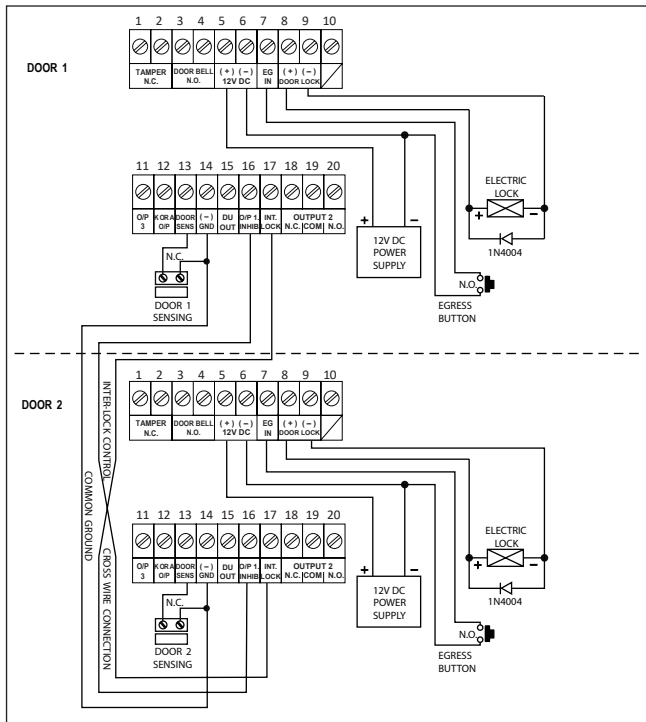 DOOR 1
1 2 3 4 5 6 7 8 9 10
TAMPER N.C.
DOOR BELL N.O.
(+) (−) 12V DC
EG IN
(+) (−) DOOR LOCK
11 12 13 14 15 16 17 18 19 20
O/P 3
K OR A O/P
DOOR SENS
(−) GND
DU OUT
O/P 1. INHIB
INT. LOCK
OUTPUT 2
N.C. COM N.O.
N.C.
DOOR 1
SENSING
+ −
12V DC
POWER
SUPPLY
ELECTRIC
LOCK
+ −
1N4004
N.O.
EGRESS
BUTTON
INTER-LOCK CONTROL
COMMON GROUND
CROSS WIRE CONNECTION
DOOR 2
1 2 3 4 5 6 7 8 9 10
TAMPER N.C.
DOOR BELL N.O.
(+) (−) 12V DC
EG IN
(+) (−) DOOR LOCK
11 12 13 14 15 16 17 18 19 20
O/P 3
K OR A O/P
DOOR SENS
(−) GND
DU OUT
O/P 1. INHIB
INT. LOCK
OUTPUT 2
N.C. COM N.O.
N.C.
DOOR 2
SENSING
+ −
12V DC
POWER
SUPPLY
ELECTRIC
LOCK
+ −
1N4004
N.O.
EGRESS
BUTTON